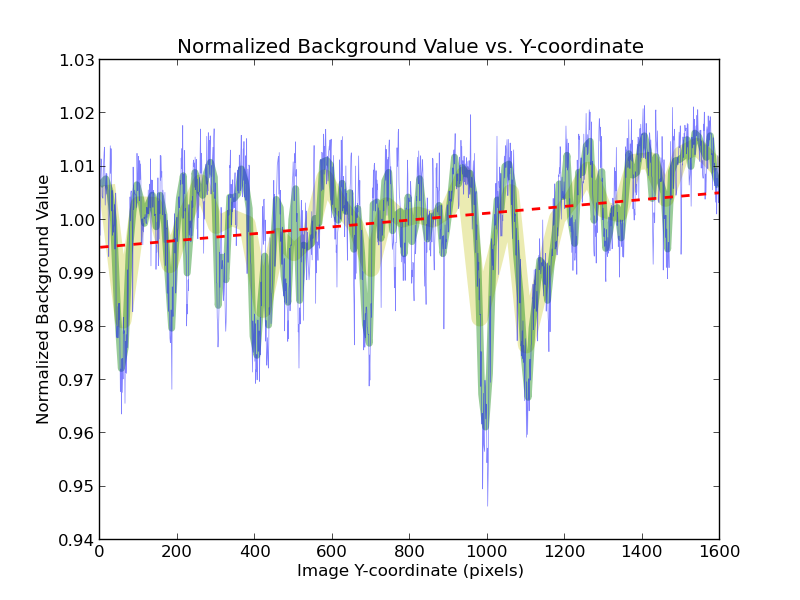 Normalized Background Value vs. Y-coordinate
1.03
1.02
1.01
1.00
0.99
0.98
0.97
0.96
0.95
0.94
Normalized Background Value
0 200 400 600 800 1000 1200 1400 1600
Image Y-coordinate (pixels)